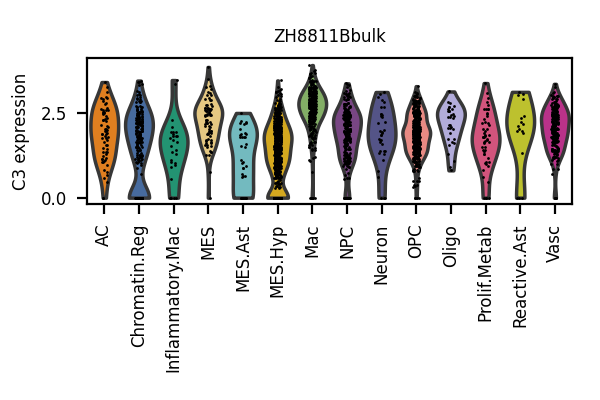 ZH8811Bbulk
C3 expression
2.5
0.0
AC
Chromatin.Reg
Inflammatory.Mac
MES
MES.Ast
MES.Hyp
Mac
NPC
Neuron
OPC
Oligo
Prolif.Metab
Reactive.Ast
Vasc